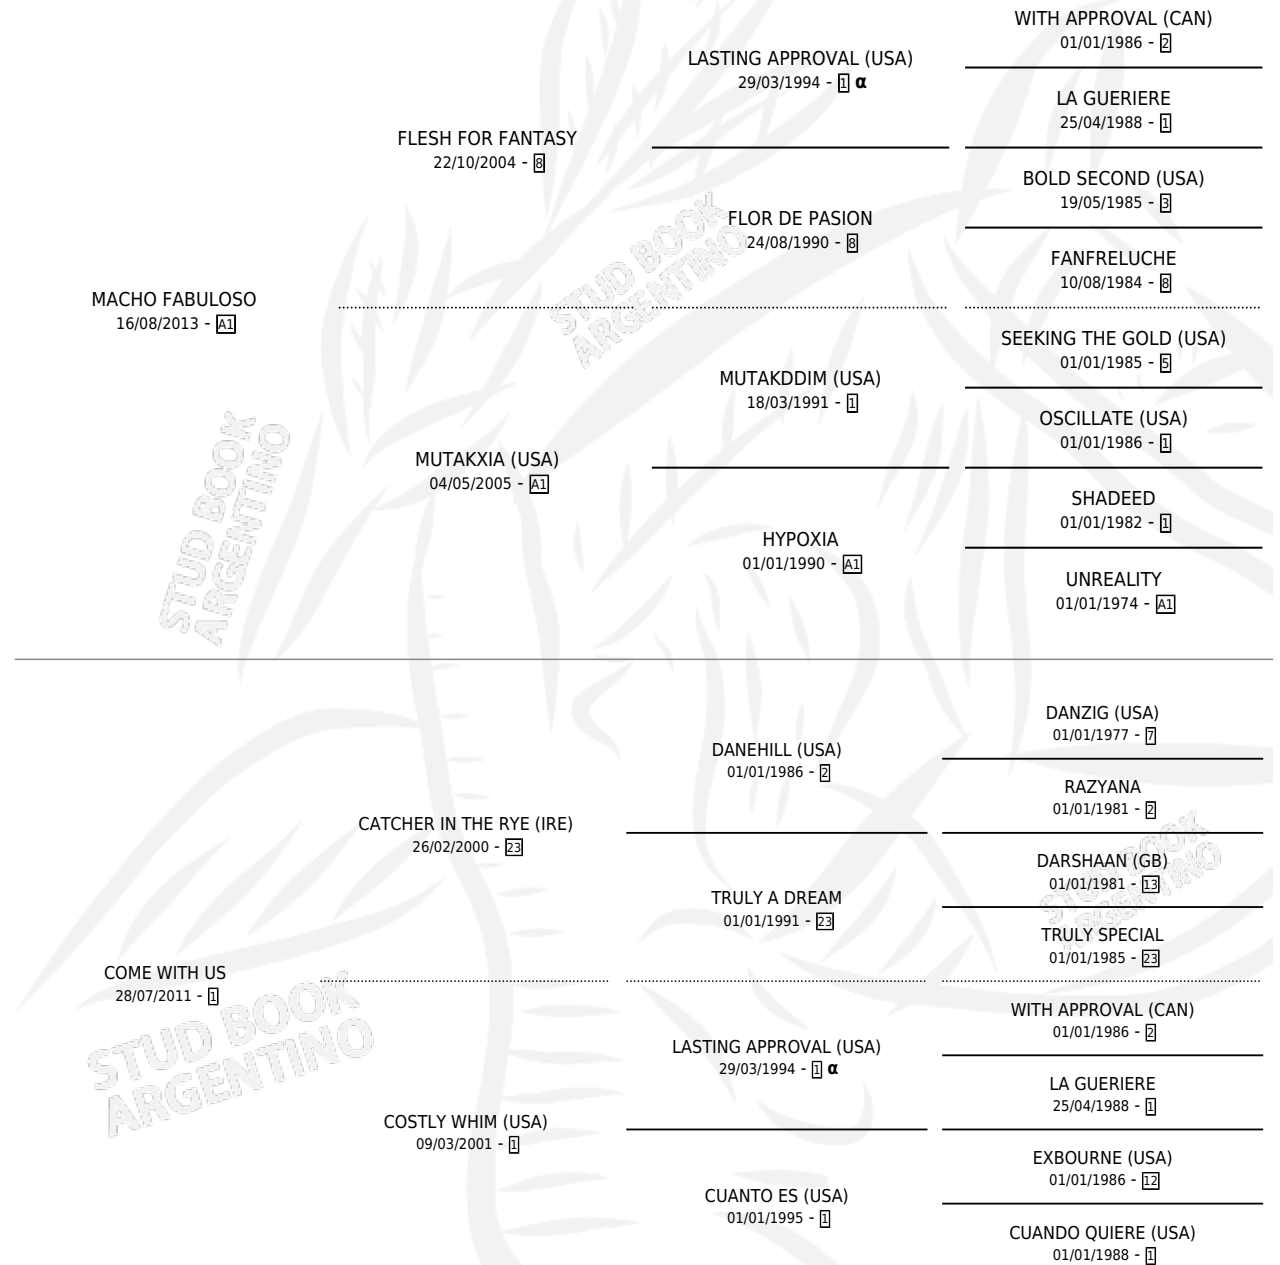 WITH APPROVAL (CAN)
01/01/1986 - 2
LASTING APPROVAL (USA)
29/03/1994 - 1 α
LA GUERIERE
25/04/1988 - 1
FLESH FOR FANTASY
22/10/2004 - 8
BOLD SECOND (USA)
19/05/1985 - 3
FLOR DE PASION
24/08/1990 - 8
FANFRELUCHE
10/08/1984 - 8
MACHO FABULOSO
16/08/2013 - A1
SEEKING THE GOLD (USA)
01/01/1985 - 5
MUTAKDDIM (USA)
18/03/1991 - 1
OSCILLATE (USA)
01/01/1986 - 1
MUTAKXIA (USA)
04/05/2005 - A1
SHADEED
01/01/1982 - 1
HYPOXIA
01/01/1990 - A1
UNREALITY
01/01/1974 - A1
DANZIG (USA)
01/01/1977 - 7
DANEHILL (USA)
01/01/1986 - 2
RAZYANA
01/01/1981 - 2
CATCHER IN THE RYE (IRE)
26/02/2000 - 23
DARSHAAN (GB)
01/01/1981 - 13
TRULY A DREAM
01/01/1991 - 23
TRULY SPECIAL
01/01/1985 - 23
COME WITH US
28/07/2011 - 1
WITH APPROVAL (CAN)
01/01/1986 - 2
LASTING APPROVAL (USA)
29/03/1994 - 1 α
LA GUERIERE
25/04/1988 - 1
COSTLY WHIM (USA)
09/03/2001 - 1
EXBOURNE (USA)
01/01/1986 - 12
CUANTO ES (USA)
01/01/1995 - 1
CUANDO QUIERE (USA)
01/01/1988 - 1
STUD BOOK
ARGENTINO
STUD BOOK
ARGENTINO
STUD BOOK
ARGENTINO
STUD BOOK
ARGENTINO